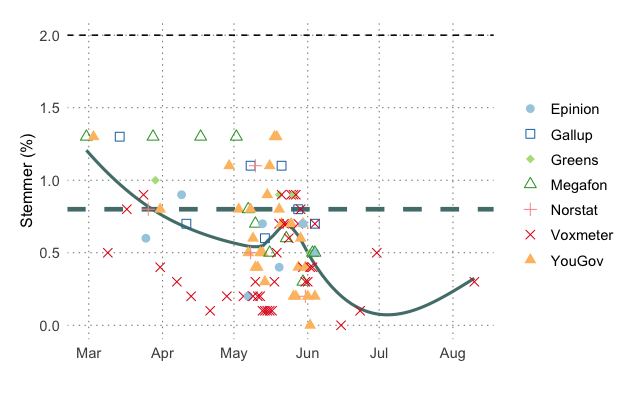 2.0
1.5
1.0
0.5
0.0
Stemmer (%)
Mar Apr May Jun Jul Aug
Epinion
Gallup
Greens
Megafon
Norstat
Voxmeter
YouGov